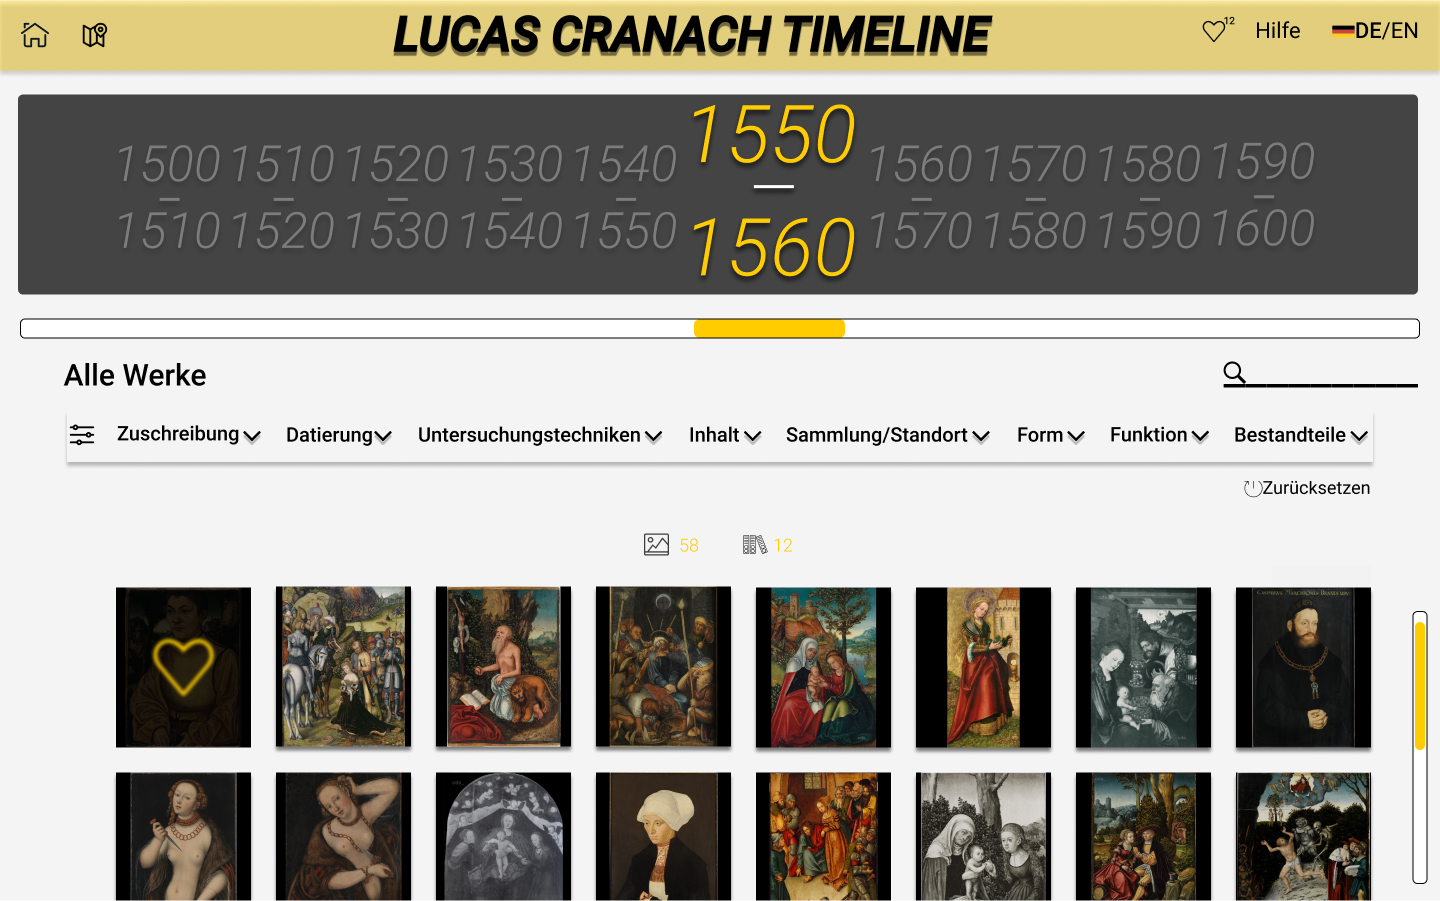 LUCAS CRANACH TIMELINE
12
Hilfe
DE/EN
1500 1510 1520 1530 1540 1550 1560 1570 1580 1590
1510 1520 1530 1540 1550 1560 1570 1580 1590 1600
Alle Werke
Zuschreibung Datierung Untersuchungstechniken Inhalt Sammlung/Standort Form Funktion Bestandteile
Zurücksetzen
58 12